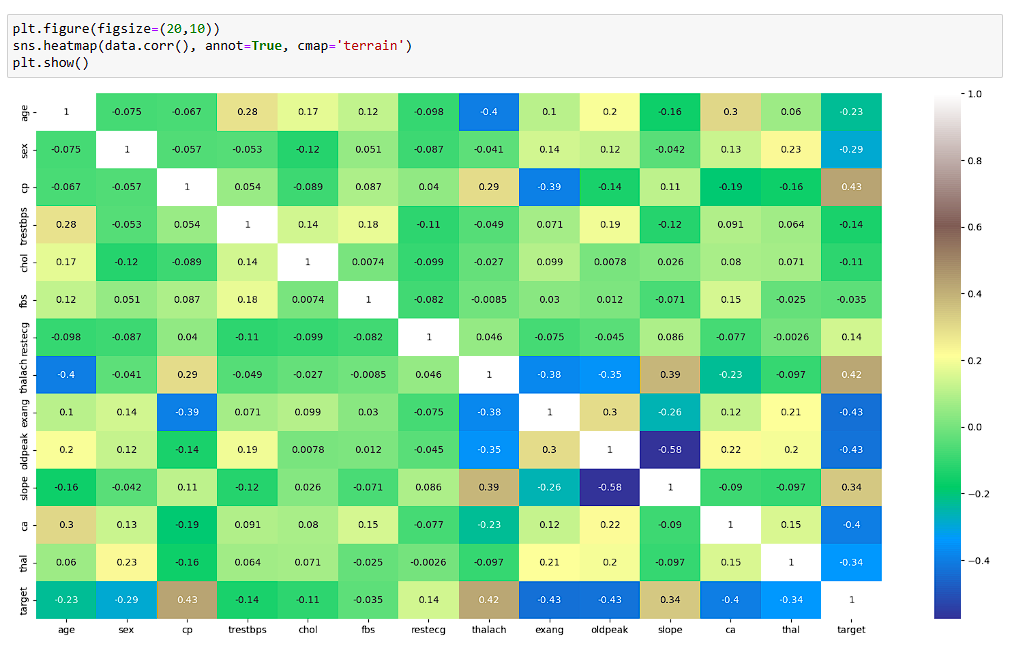 plt.figure(figsize=(20,10))
sns.heatmap(data.corr(), annot=True, cmap='terrain')
plt.show()
age 1 -0.075 -0.067 0.28 0.17 0.12 -0.098 -0.4 0.1 0.2 -0.16 0.3 0.06 -0.23
sex -0.075 1 -0.057 -0.053 -0.12 0.051 -0.087 -0.041 0.14 0.12 -0.042 0.13 0.23 -0.29
cp -0.067 -0.057 1 0.054 -0.089 0.087 0.04 0.29 -0.39 -0.14 0.11 -0.19 -0.16 0.43
trestbps 0.28 -0.053 0.054 1 0.14 0.18 -0.11 -0.049 0.071 0.19 -0.12 0.091 0.064 -0.14
chol 0.17 -0.12 -0.089 0.14 1 0.0074 -0.099 -0.027 0.099 0.0078 0.026 0.08 0.071 -0.11
fbs 0.12 0.051 0.087 0.18 0.0074 1 -0.082 -0.0085 0.03 0.012 -0.071 0.15 -0.025 -0.035
restecg -0.098 -0.087 0.04 -0.11 -0.099 -0.082 1 0.046 -0.075 -0.045 0.086 -0.077 -0.0026 0.14
thalach -0.4 -0.041 0.29 -0.049 -0.027 -0.0085 0.046 1 -0.38 -0.35 0.39 -0.23 -0.097 0.42
exang 0.1 0.14 -0.39 0.071 0.099 0.03 -0.075 -0.38 1 0.3 -0.26 0.12 0.21 -0.43
oldpeak 0.2 0.12 -0.14 0.19 0.0078 0.012 -0.045 -0.35 0.3 1 -0.58 0.22 0.2 -0.43
slope -0.16 -0.042 0.11 -0.12 0.026 -0.071 0.086 0.39 -0.26 -0.58 1 -0.09 -0.097 0.34
ca 0.3 0.13 -0.19 0.091 0.08 0.15 -0.077 -0.23 0.12 0.22 -0.09 1 0.15 -0.4
thal 0.06 0.23 -0.16 0.064 0.071 -0.025 -0.0026 -0.097 0.21 0.2 -0.097 0.15 1 -0.34
target -0.23 -0.29 0.43 -0.14 -0.11 -0.035 0.14 0.42 -0.43 -0.43 0.34 -0.4 -0.34 1
age sex cp trestbps chol fbs restecg thalach exang oldpeak slope ca thal target
1.0
0.8
0.6
0.4
0.2
0.0
−0.2
−0.4